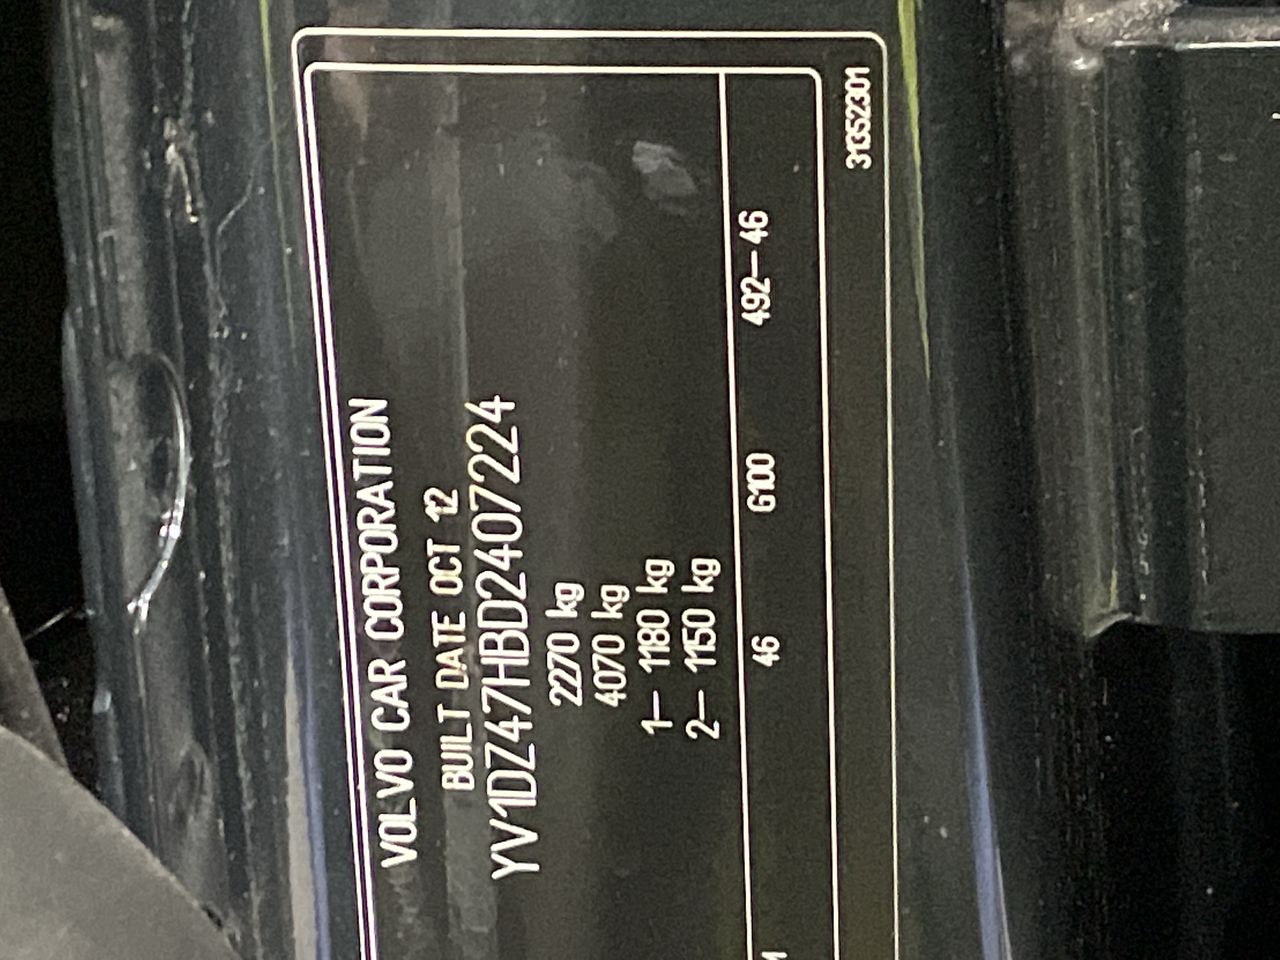 VOLVO CAR CORPORATION
BUILT DATE OCT 12
YV1DZ47HBD2407224
2270 kg
4070 kg
1– 1180 kg
2– 1150 kg
46 G100 492–46
31352301